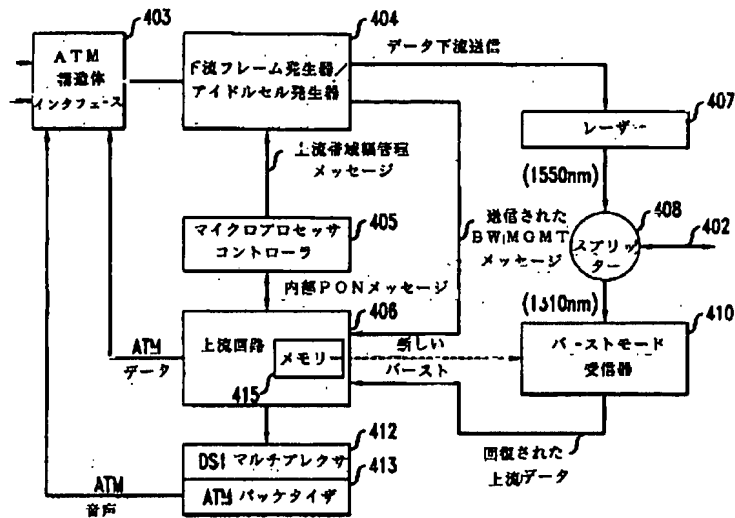 403
ATM
構造体
インタフェース
404
下流フレーム発生器／
アイドルセル発生器
データ下流送信
407
レーザー
(1550nm)
408
スプリッ
ター
402
上流帯域幅管理
メッセージ
405
マイクロプロセッサ
コントローラ
送信された
BW MGMT
メッセージ
内部PONメッセージ
(1310nm)
406
上流回路
メモリー
415
新しい
バースト
410
バーストモード
受信器
ATM
データ
412
DS1 マルチプレクサ
413
ATM パケタイザ
回復された
上流データ
ATM
音声